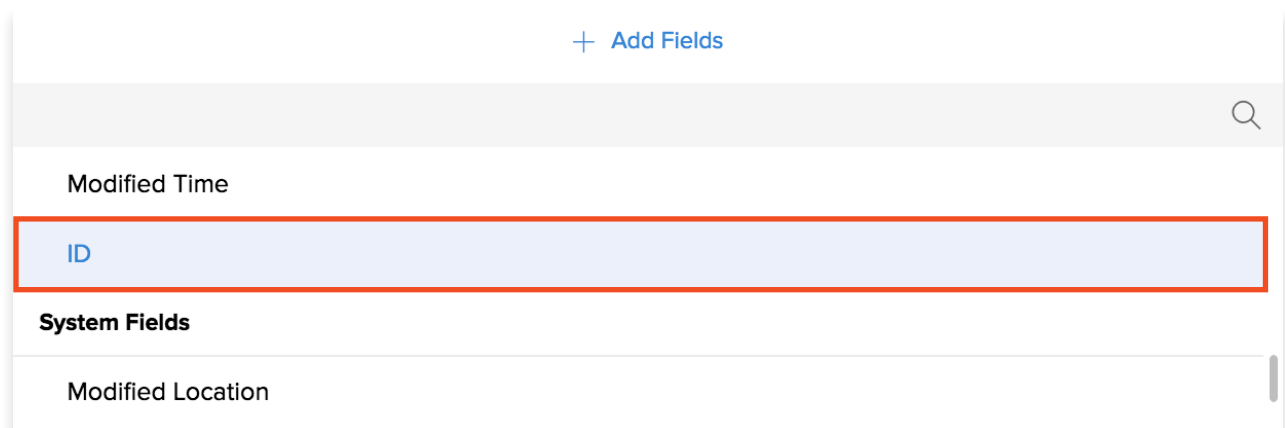 + Add Fields
Modified Time
ID
System Fields
Modified Location